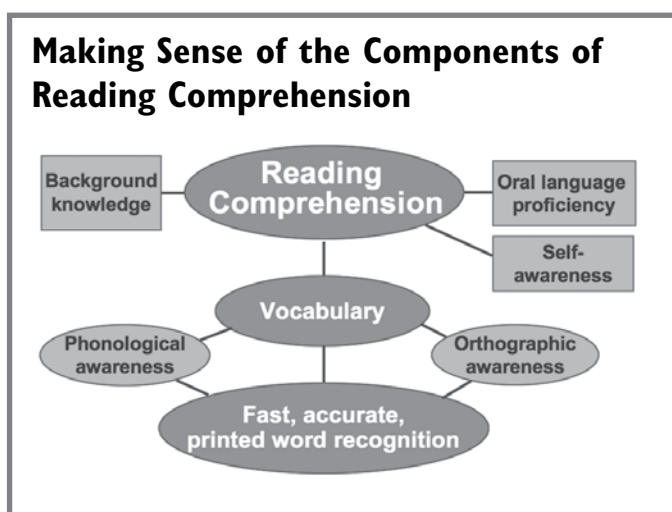 Making Sense of the Components of
Reading Comprehension
Background
knowledge
Reading
Comprehension
Oral language
proficiency
Self-
awareness
Vocabulary
Phonological
awareness
Orthographic
awareness
Fast, accurate,
printed word recognition